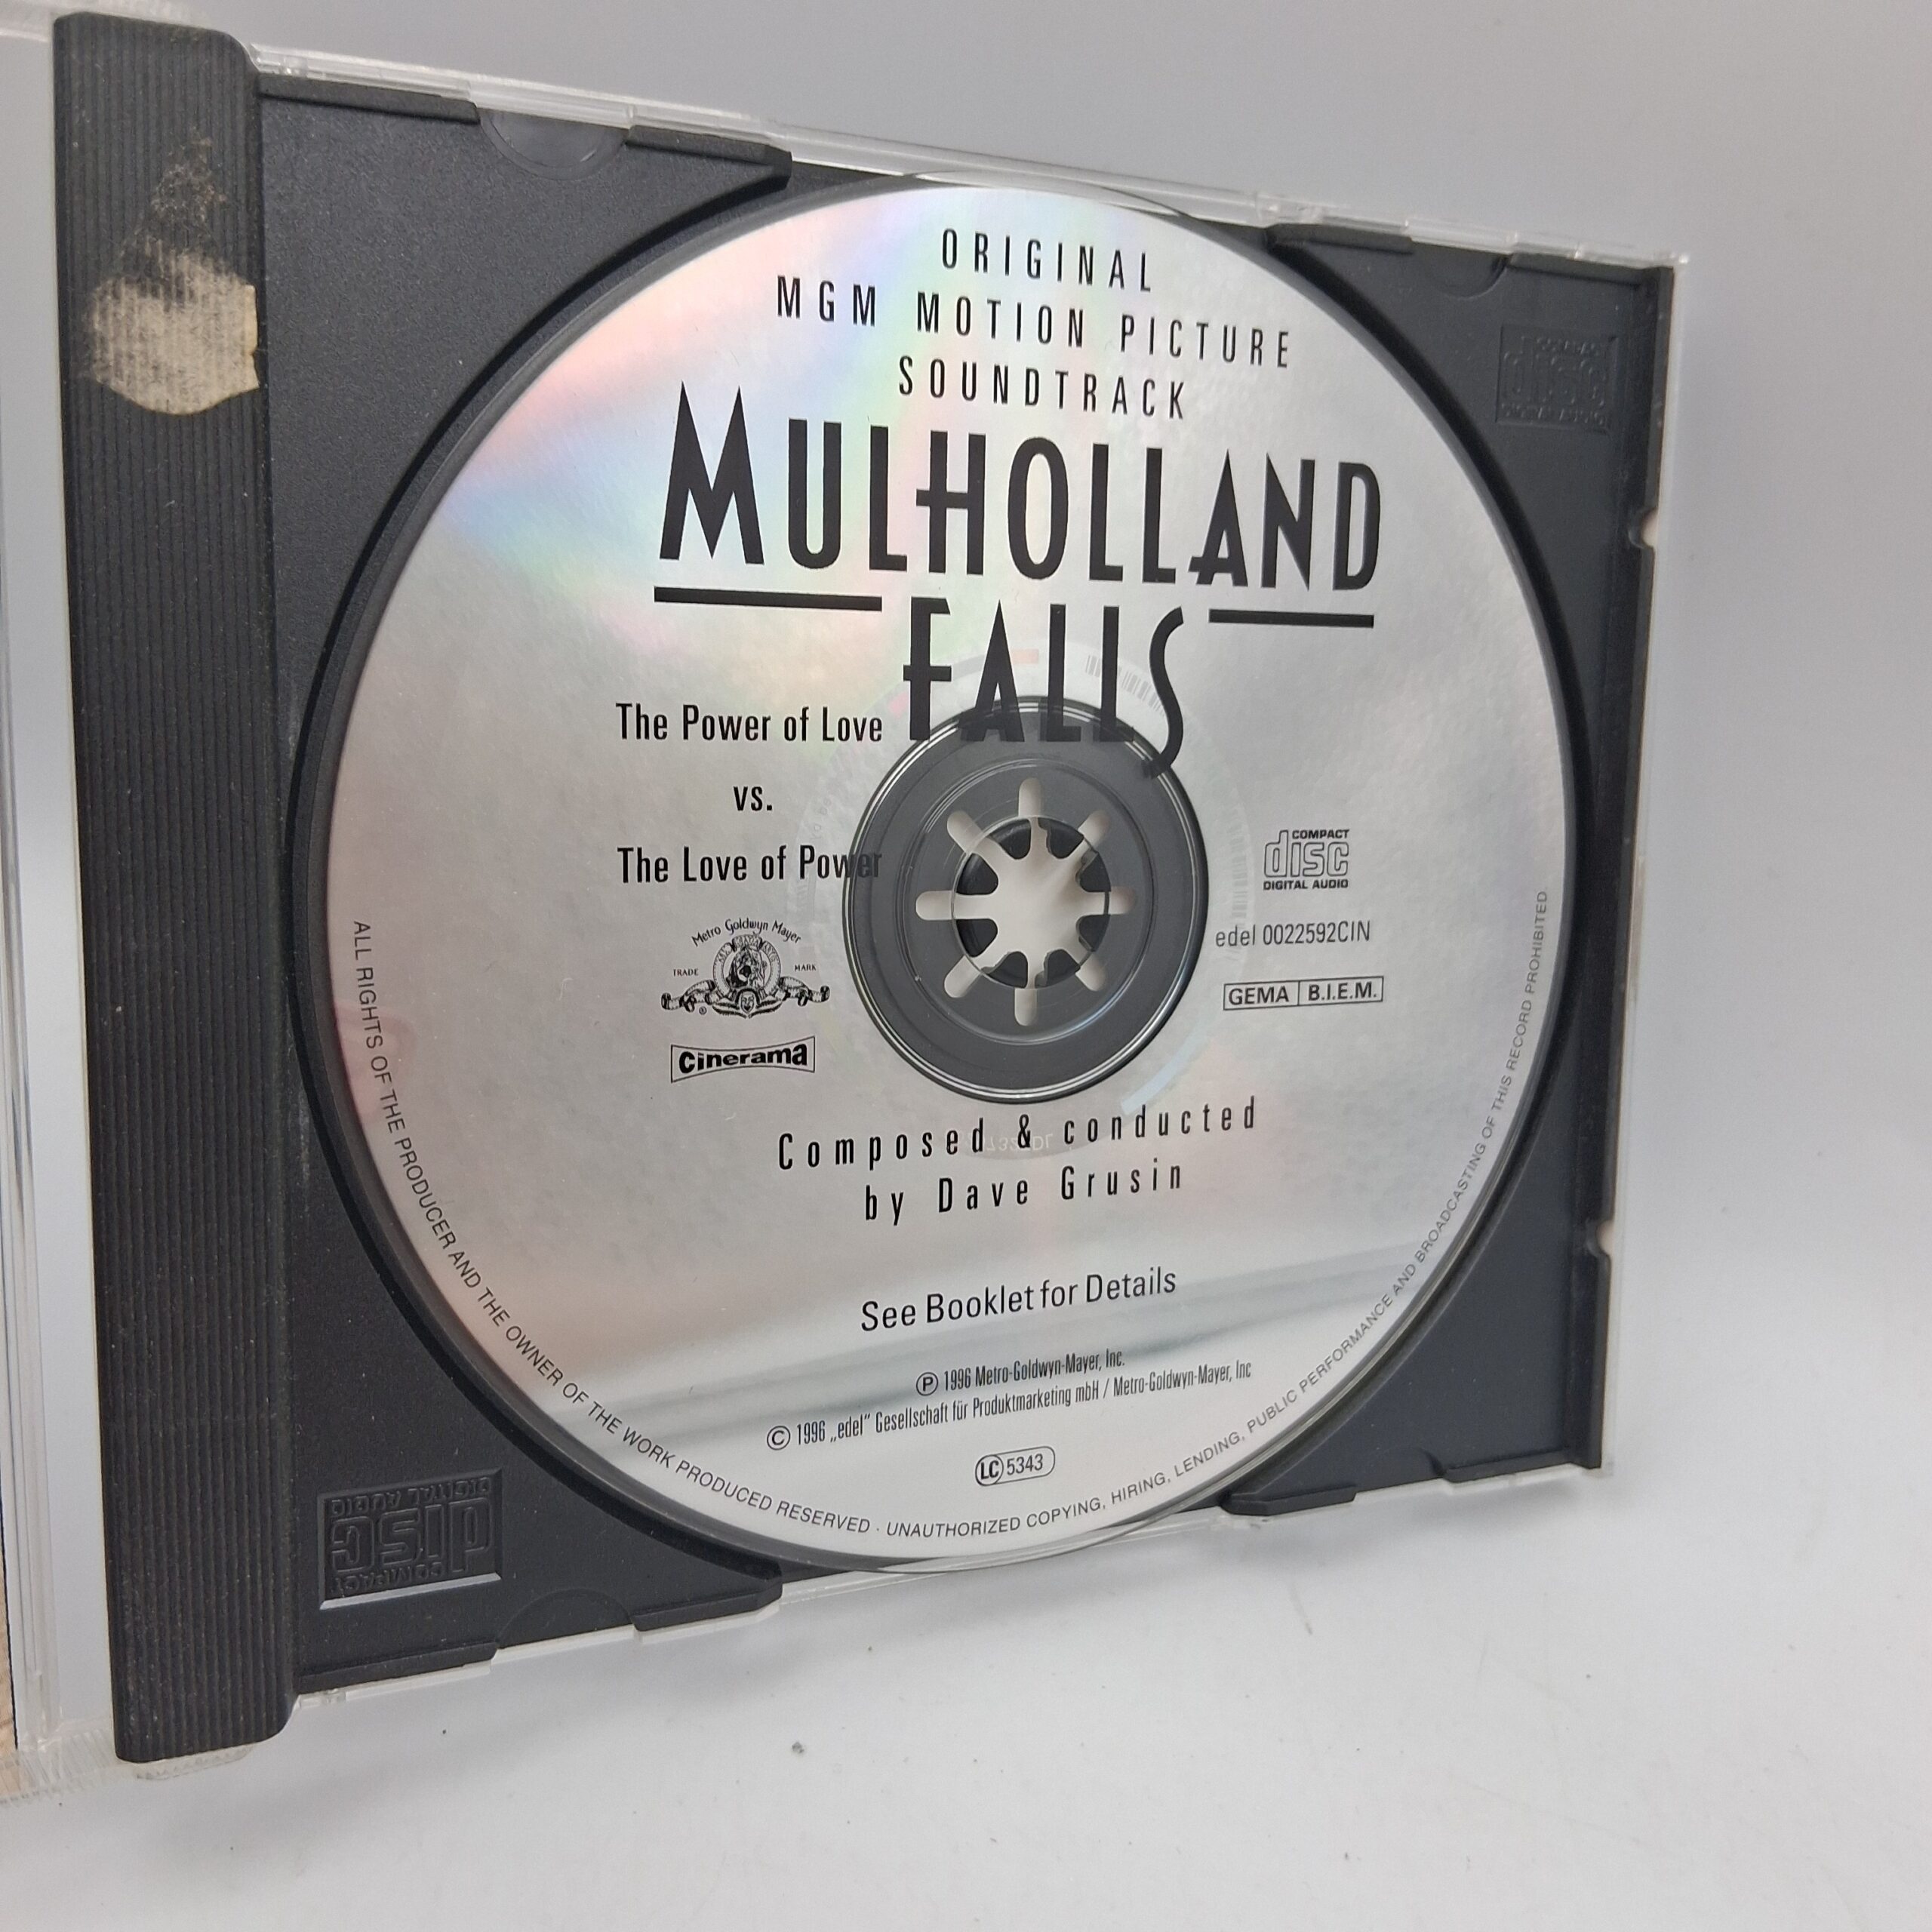 ORIGINAL
MGM MOTION PICTURE
SOUNDTRACK
MULHOLLAND
FALLS
The Power of Love
vs.
The Love of Power
Metro Goldwyn Mayer
TRADE MARK
®
cinerama
COMPACT
disc
DIGITAL AUDIO
edel 0022592CIN
GEMA B.I.E.M.
Composed & conducted
by Dave Grusin
See Booklet for Details
Ⓟ 1996 Metro-Goldwyn-Mayer, Inc.
© 1996 „edel“ Gesellschaft für Produktmarketing mbH / Metro-Goldwyn-Mayer, Inc
LC 5343
ALL RIGHTS OF THE PRODUCER AND THE OWNER OF THE WORK PRODUCED RESERVED · UNAUTHORIZED COPYING, HIRING, LENDING, PUBLIC PERFORMANCE AND BROADCASTING OF THIS RECORD PROHIBITED.
COMPACT
disc
DIGITAL AUDIO
COMPACT
disc
DIGITAL AUDIO